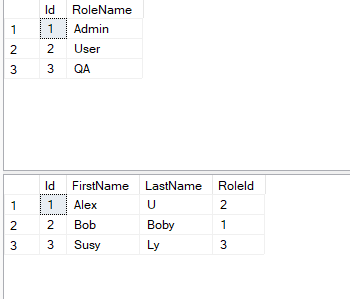 Id RoleName
1 1 Admin
2 2 User
3 3 QA
Id FirstName LastName RoleId
1 1 Alex U 2
2 2 Bob Boby 1
3 3 Susy Ly 3